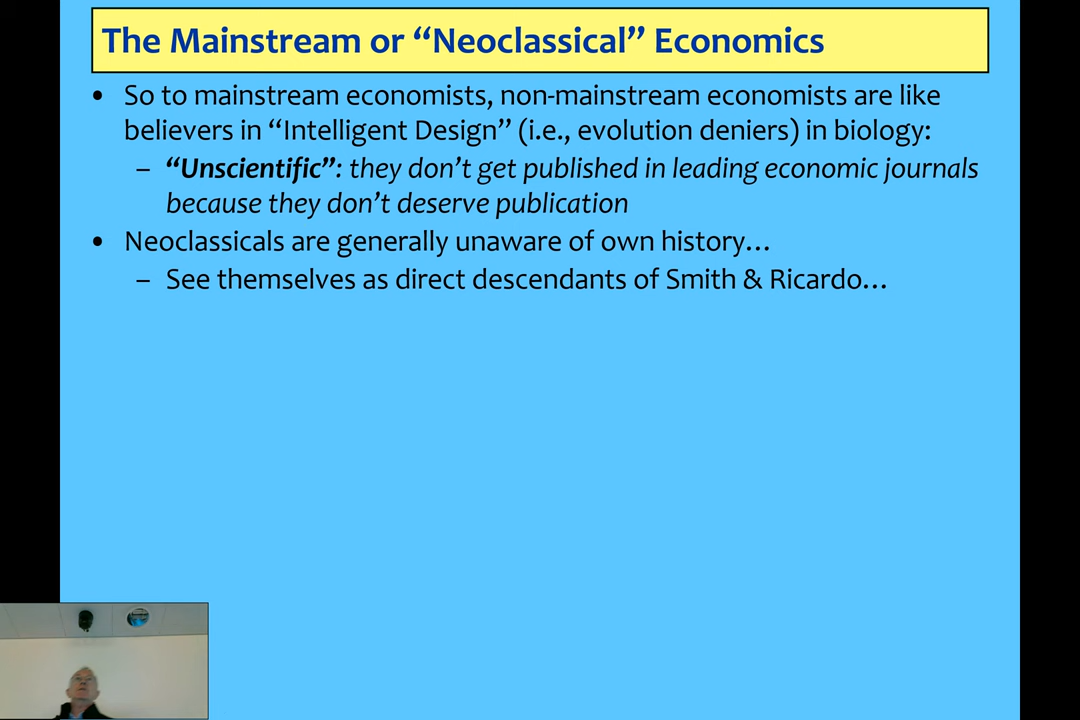 The Mainstream or “Neoclassical” Economics
• So to mainstream economists, non-mainstream economists are like
believers in “Intelligent Design” (i.e., evolution deniers) in biology:
– “Unscientific”: they don’t get published in leading economic journals
because they don’t deserve publication
• Neoclassicals are generally unaware of own history…
– See themselves as direct descendants of Smith & Ricardo…